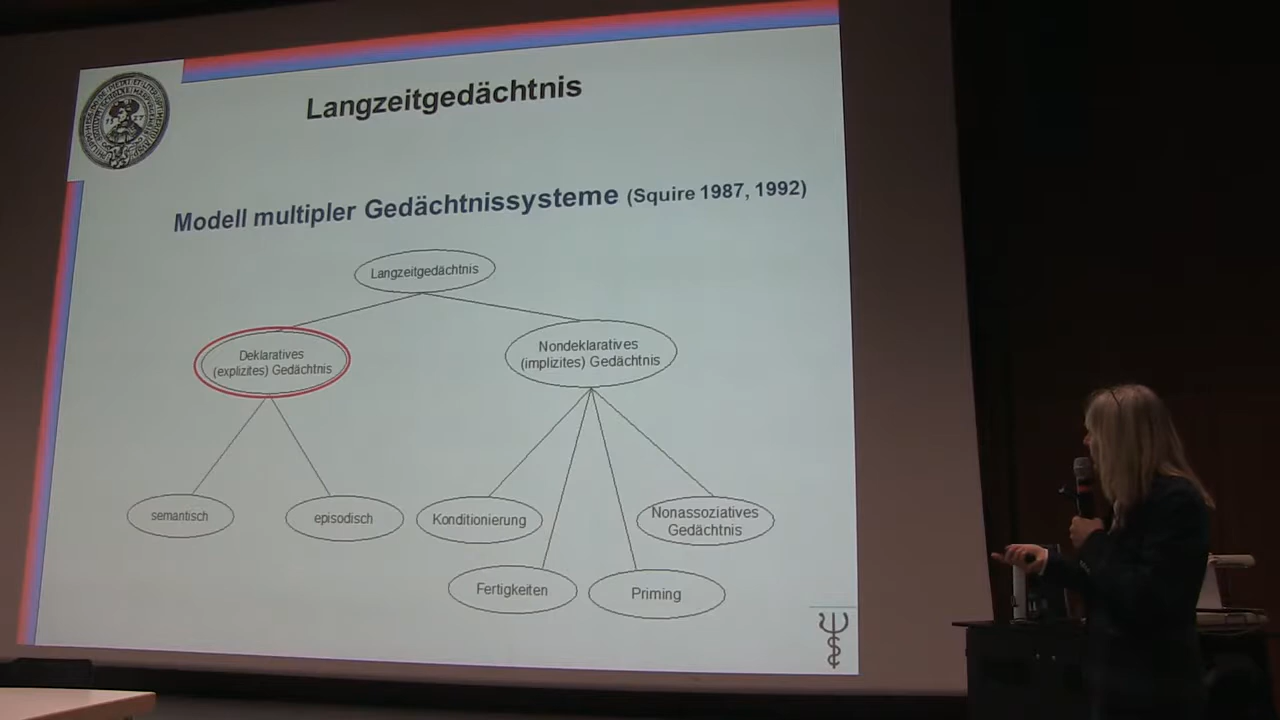 Langzeitgedächtnis
Modell multipler Gedächtnissysteme (Squire 1987, 1992)
Langzeitgedächtnis
Deklaratives
(explizites) Gedächtnis
Nondeklaratives
(implizites) Gedächtnis
semantisch
episodisch
Konditionierung
Nonassoziatives
Gedächtnis
Fertigkeiten
Priming